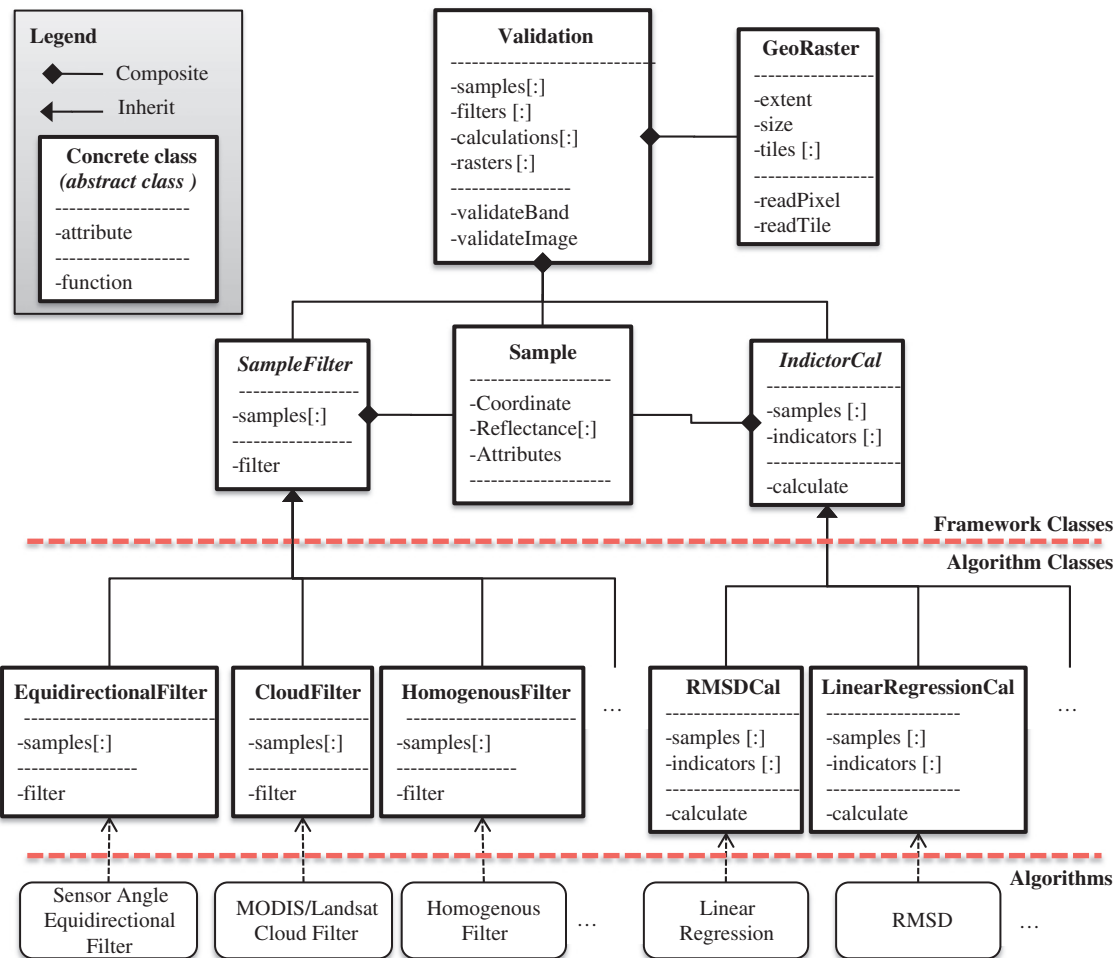 Legend
Composite
Inherit
Concrete class
(abstract class )
--------------------
-attribute
--------------------
-function
Validation
--------------------------
-samples[:]
-filters [:]
-calculations[:]
-rasters [:]
------------------
-validateBand
-validateImage
GeoRaster
------------------
-extent
-size
-tiles [:]
------------------
-readPixel
-readTile
SampleFilter
------------------
-samples[:]
------------------
-filter
Sample
---------------------
-Coordinate
-Reflectance[:]
-Attributes
---------------------
IndictorCal
--------------------
-samples [:]
-indicators [:]
--------------------
-calculate
Framework Classes
Algorithm Classes
EquidirectionalFilter
-----------------------------
-samples[:]
------------------
-filter
CloudFilter
------------------
-samples[:]
------------------
-filter
HomogenousFilter
--------------------------
-samples[:]
------------------
-filter
...
RMSDCal
--------------------
-samples [:]
-indicators [:]
--------------------
-calculate
LinearRegressionCal
--------------------
-samples [:]
-indicators [:]
--------------------
-calculate
...
Algorithms
Sensor Angle
Equidirectional
Filter
MODIS/Landsat
Cloud Filter
Homogenous
Filter
...
Linear
Regression
RMSD
...